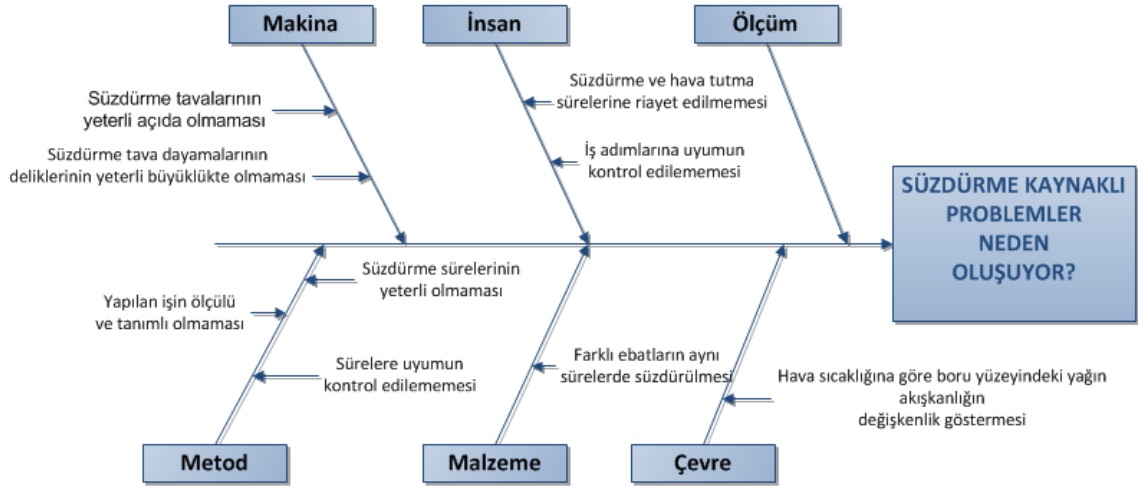 Makina
İnsan
Ölçüm
Süzdürme tavalarının
yeterli açıda olmaması
Süzdürme tava dayamalarının
deliklerinin yeterli büyüklükte olmaması
Süzdürme ve hava tutma
sürelerine riayet edilmemesi
İş adımlarına uyumun
kontrol edilememesi
SÜZDÜRME KAYNAKLI
PROBLEMLER
NEDEN
OLUŞUYOR?
Süzdürme sürelerinin
yeterli olmaması
Yapılan işin ölçülü
ve tanımlı olmaması
Sürelere uyumun
kontrol edilememesi
Farklı ebatların aynı
sürelerde süzdürülmesi
Hava sıcaklığına göre boru yüzeyindeki yağın
akışkanlığın
değişkenlik göstermesi
Metod
Malzeme
Çevre